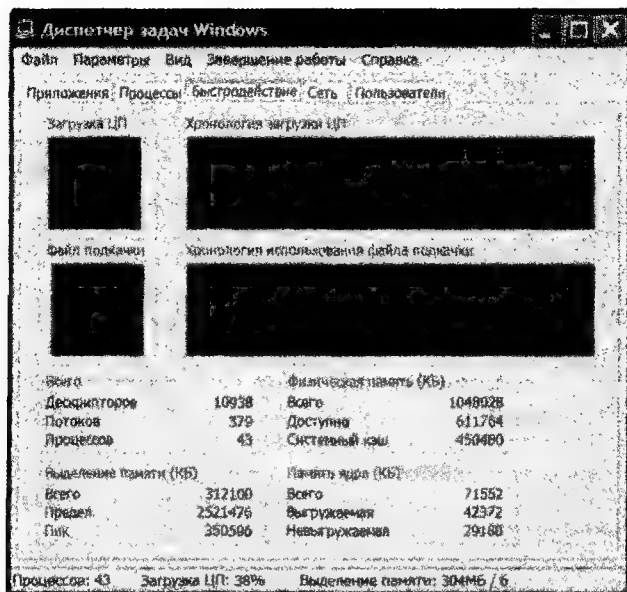 Диспетчер задач Windows
Файл Параметры Вид Завершение работы Справка
Приложения Процессы Быстродействие Сеть Пользователи
Загрузка ЦП Хронология загрузки ЦП
Файл подкачки Хронология использования файла подкачки
Всего Физическая память (КБ)
Дескрипторов 10938 Всего 1048028
Потоков 379 Доступно 611764
Процессов 43 Системный кэш 450480
Выделение памяти (КБ) Память ядра (КБ)
Всего 312100 Всего 71552
Предел 2521476 Выгружаемая 42372
Пик 350506 Невыгружаемая 29180
Процессов: 43 Загрузка ЦП: 38% Выделение памяти: 304МБ / 6